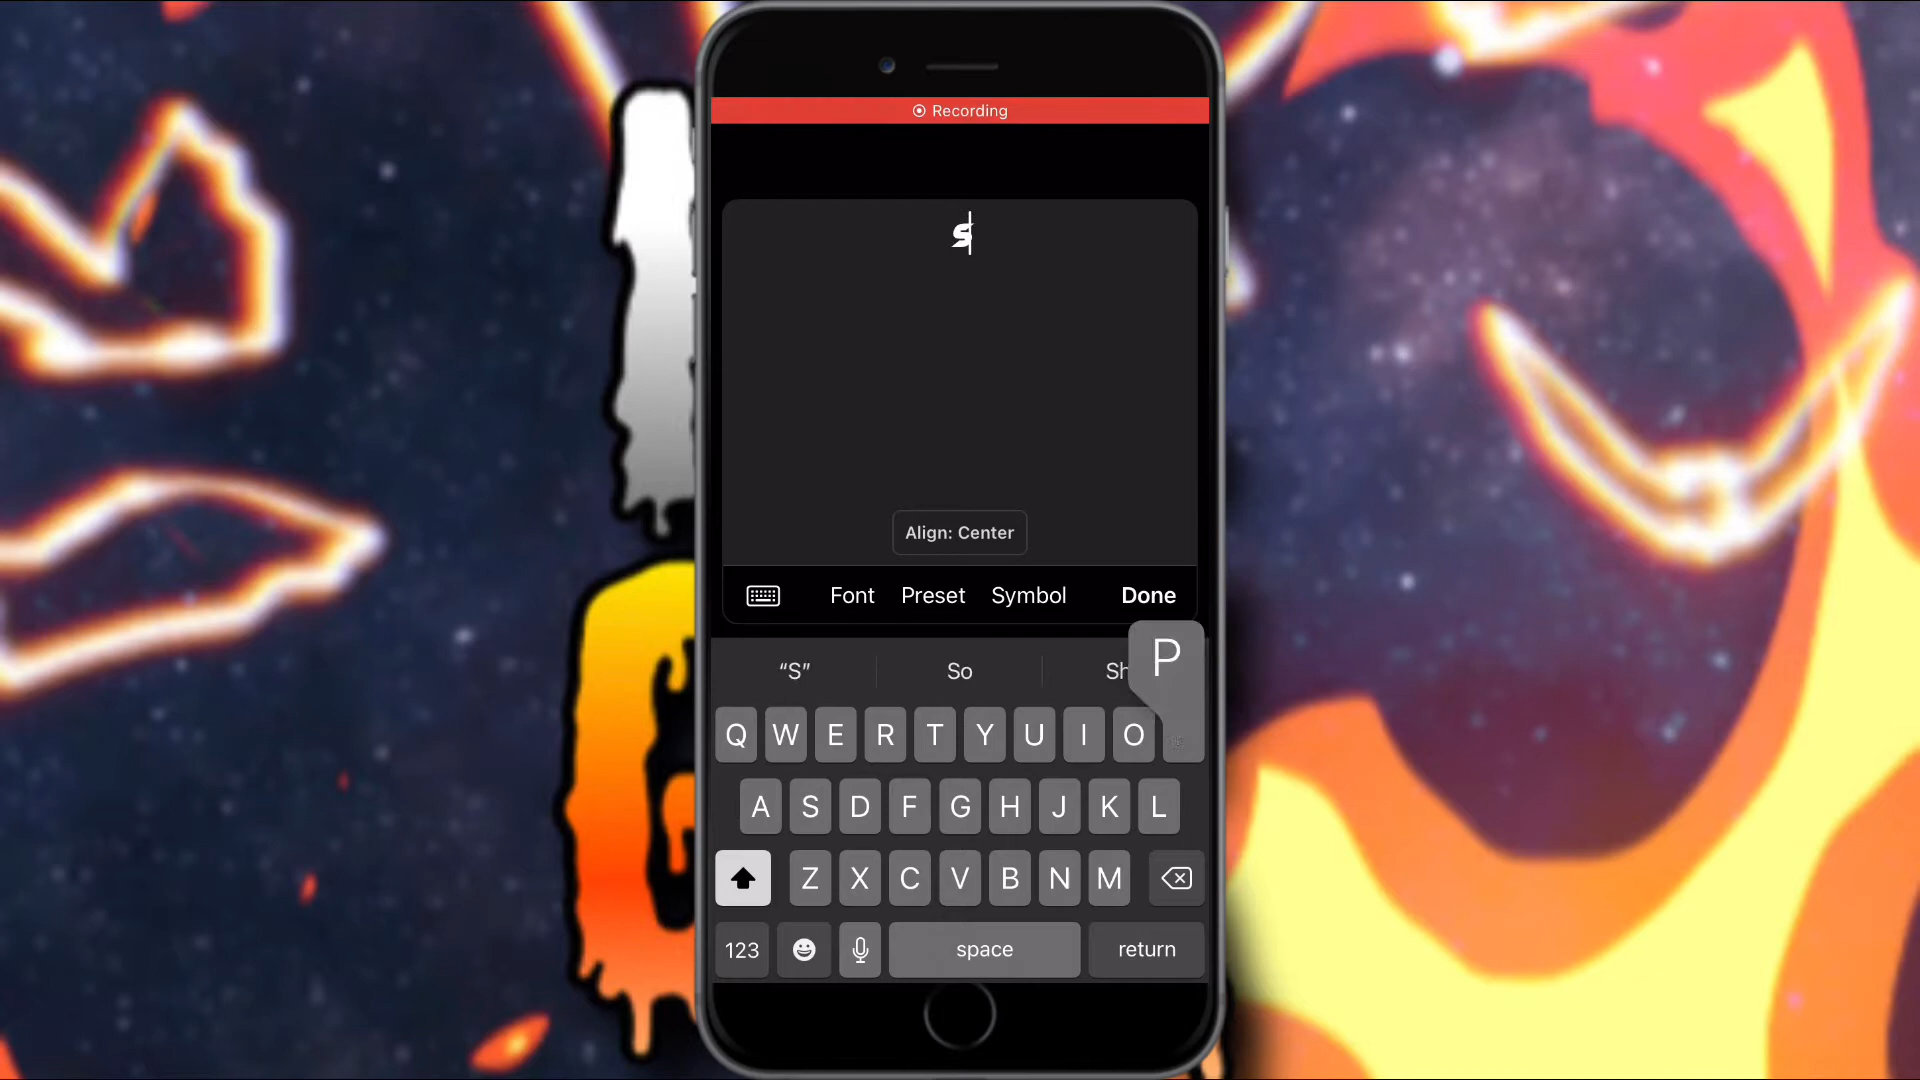 Recording
S
Align: Center
Font Preset Symbol Done
“S” So Sh
P
Q W E R T Y U I O
A S D F G H J K L
Z X C V B N M
123 space return